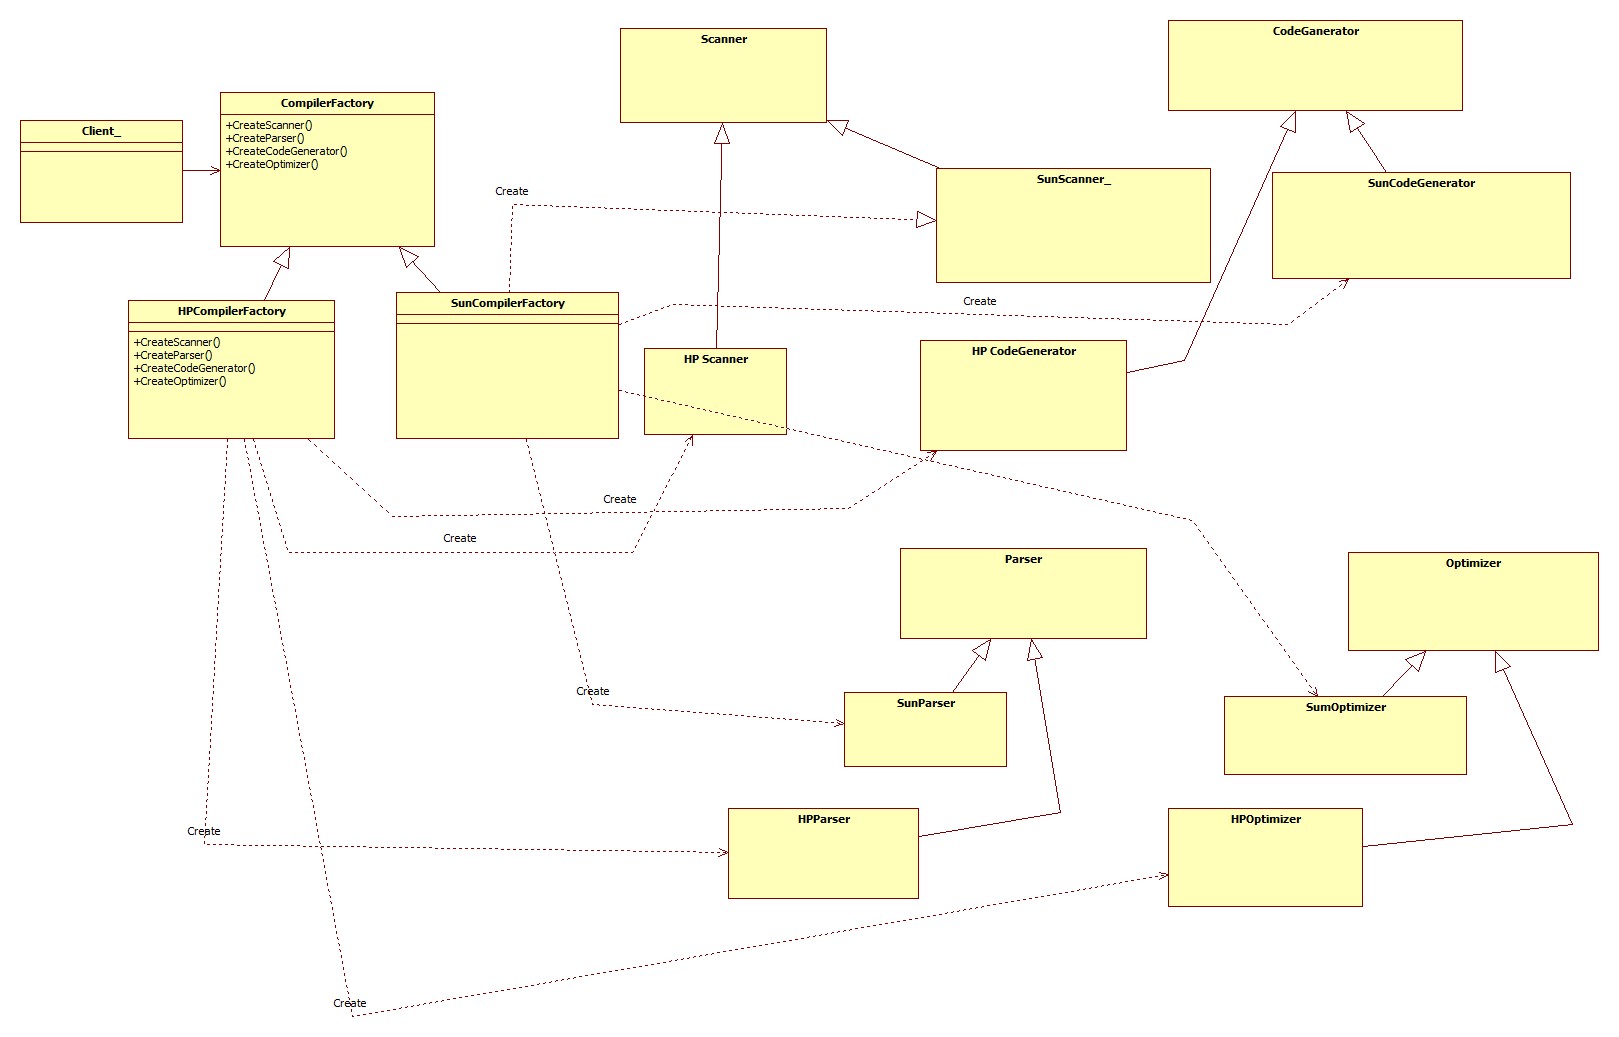 CodeGanerator
Scanner
CompilerFactory
+CreateScanner()
+CreateParser()
+CreateCodeGenerator()
+CreateOptimizer()
Client_
SunScanner_
SunCodeGenerator
Create
Create
SunCompilerFactory
HPCompilerFactory
+CreateScanner()
+CreateParser()
+CreateCodeGenerator()
+CreateOptimizer()
HP Scanner
HP CodeGenerator
Create
Create
Parser
Optimizer
Create
SunParser
SumOptimizer
HPParser
HPOptimizer
Create
Create